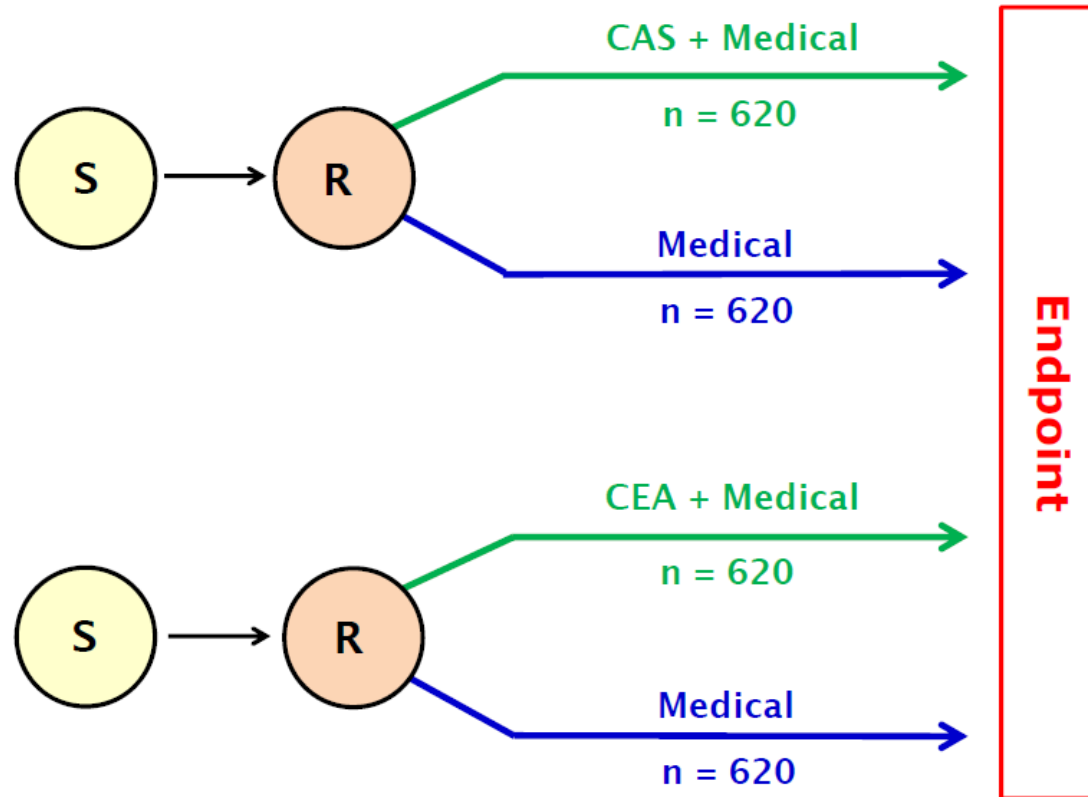 CAS + Medical
n = 620
S
R
Medical
n = 620
Endpoint
CEA + Medical
n = 620
S
R
Medical
n = 620